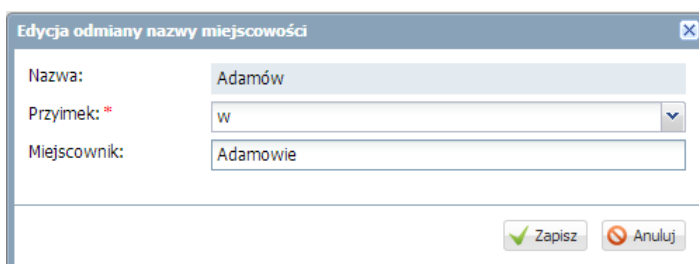 Edycja odmiany nazwy miejscowości
Nazwa: Adamów
Przyimek: * w
Miejscownik: Adamowie
Zapisz Anuluj